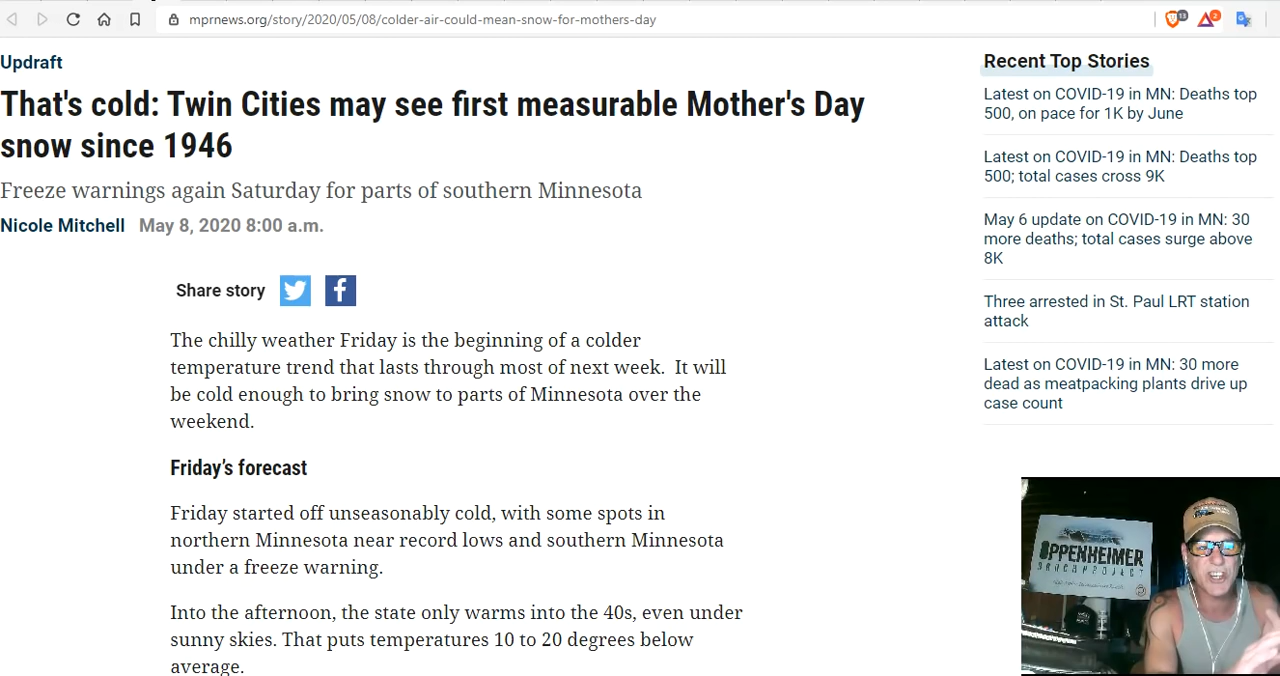 mprnews.org/story/2020/05/08/colder-air-could-mean-snow-for-mothers-day
13
2
Updraft
That's cold: Twin Cities may see first measurable Mother's Day
snow since 1946
Freeze warnings again Saturday for parts of southern Minnesota
Nicole Mitchell May 8, 2020 8:00 a.m.
Share story
The chilly weather Friday is the beginning of a colder
temperature trend that lasts through most of next week. It will
be cold enough to bring snow to parts of Minnesota over the
weekend.
Friday's forecast
Friday started off unseasonably cold, with some spots in
northern Minnesota near record lows and southern Minnesota
under a freeze warning.
Into the afternoon, the state only warms into the 40s, even under
sunny skies. That puts temperatures 10 to 20 degrees below
average.
Recent Top Stories
Latest on COVID-19 in MN: Deaths top
500, on pace for 1K by June
Latest on COVID-19 in MN: Deaths top
500; total cases cross 9K
May 6 update on COVID-19 in MN: 30
more deaths; total cases surge above
8K
Three arrested in St. Paul LRT station
attack
Latest on COVID-19 in MN: 30 more
dead as meatpacking plants drive up
case count
OPPENHEIMER
RANCH PROJECT